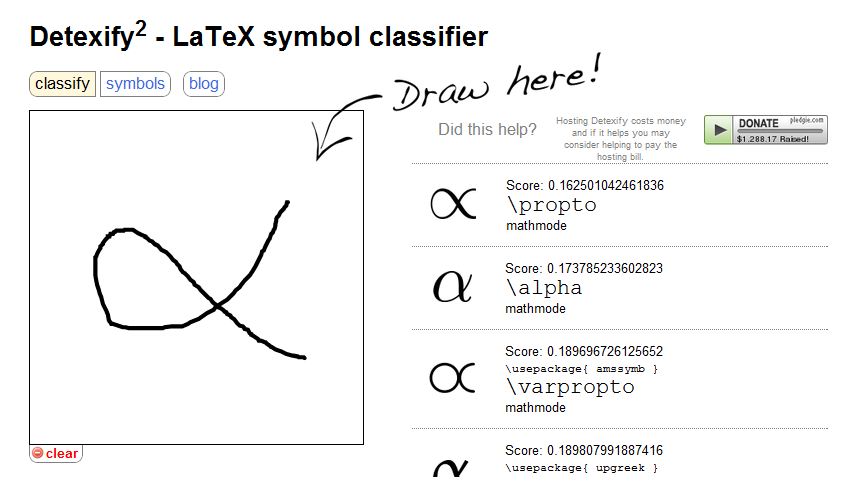 Detexify2 - LaTeX symbol classifier
classify symbols blog
Draw here!
Did this help?
Hosting Detexify costs money
and if it helps you may
consider helping to pay the
hosting bill.
DONATE pledgie.com
$1,288.17 Raised!
∝
Score: 0.162501042461836
\propto
mathmode
α
Score: 0.173785233602823
\alpha
mathmode
∝
Score: 0.189696726125652
\usepackage{ amssymb }
\varpropto
mathmode
Score: 0.189807991887416
\usepackage{ upgreek }
clear